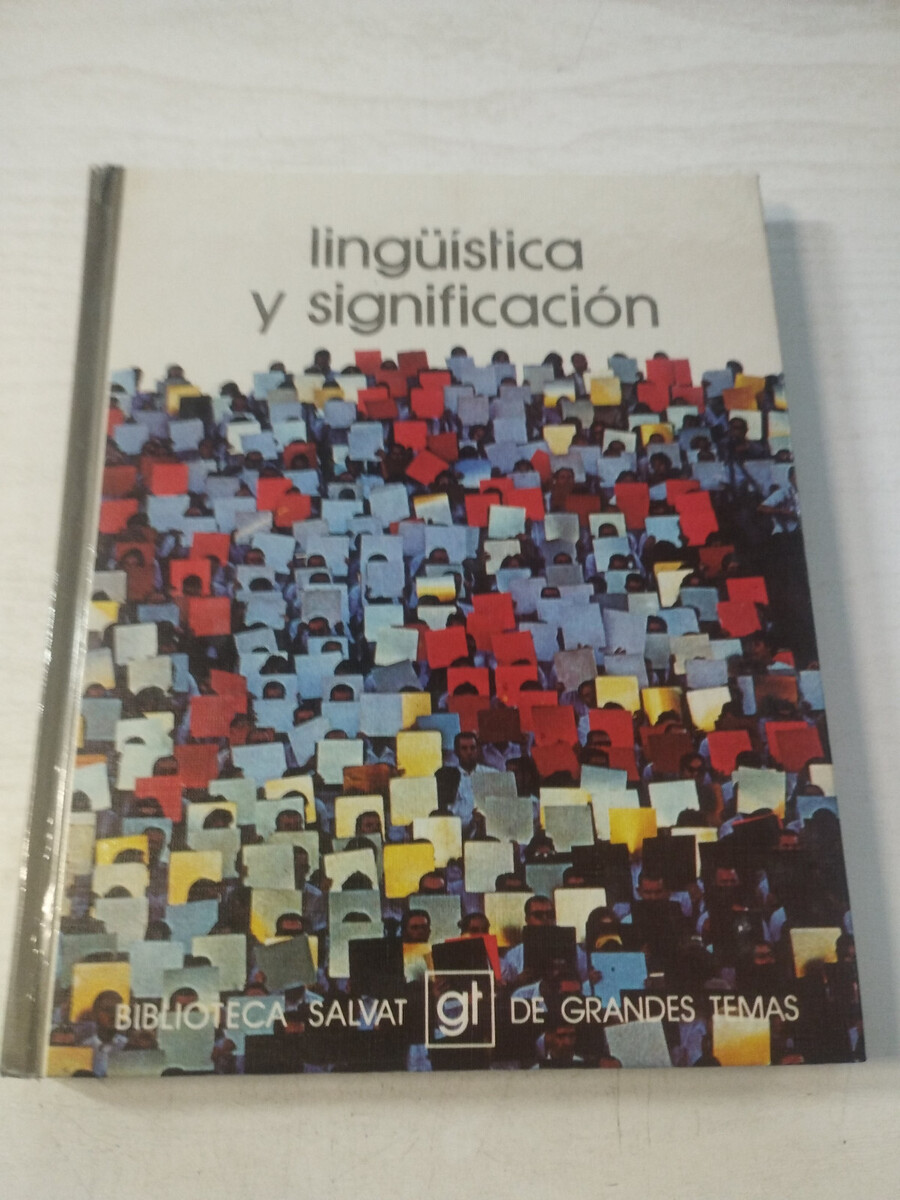 lingüística
y significación
BIBLIOTECA SALVAT gt DE GRANDES TEMAS